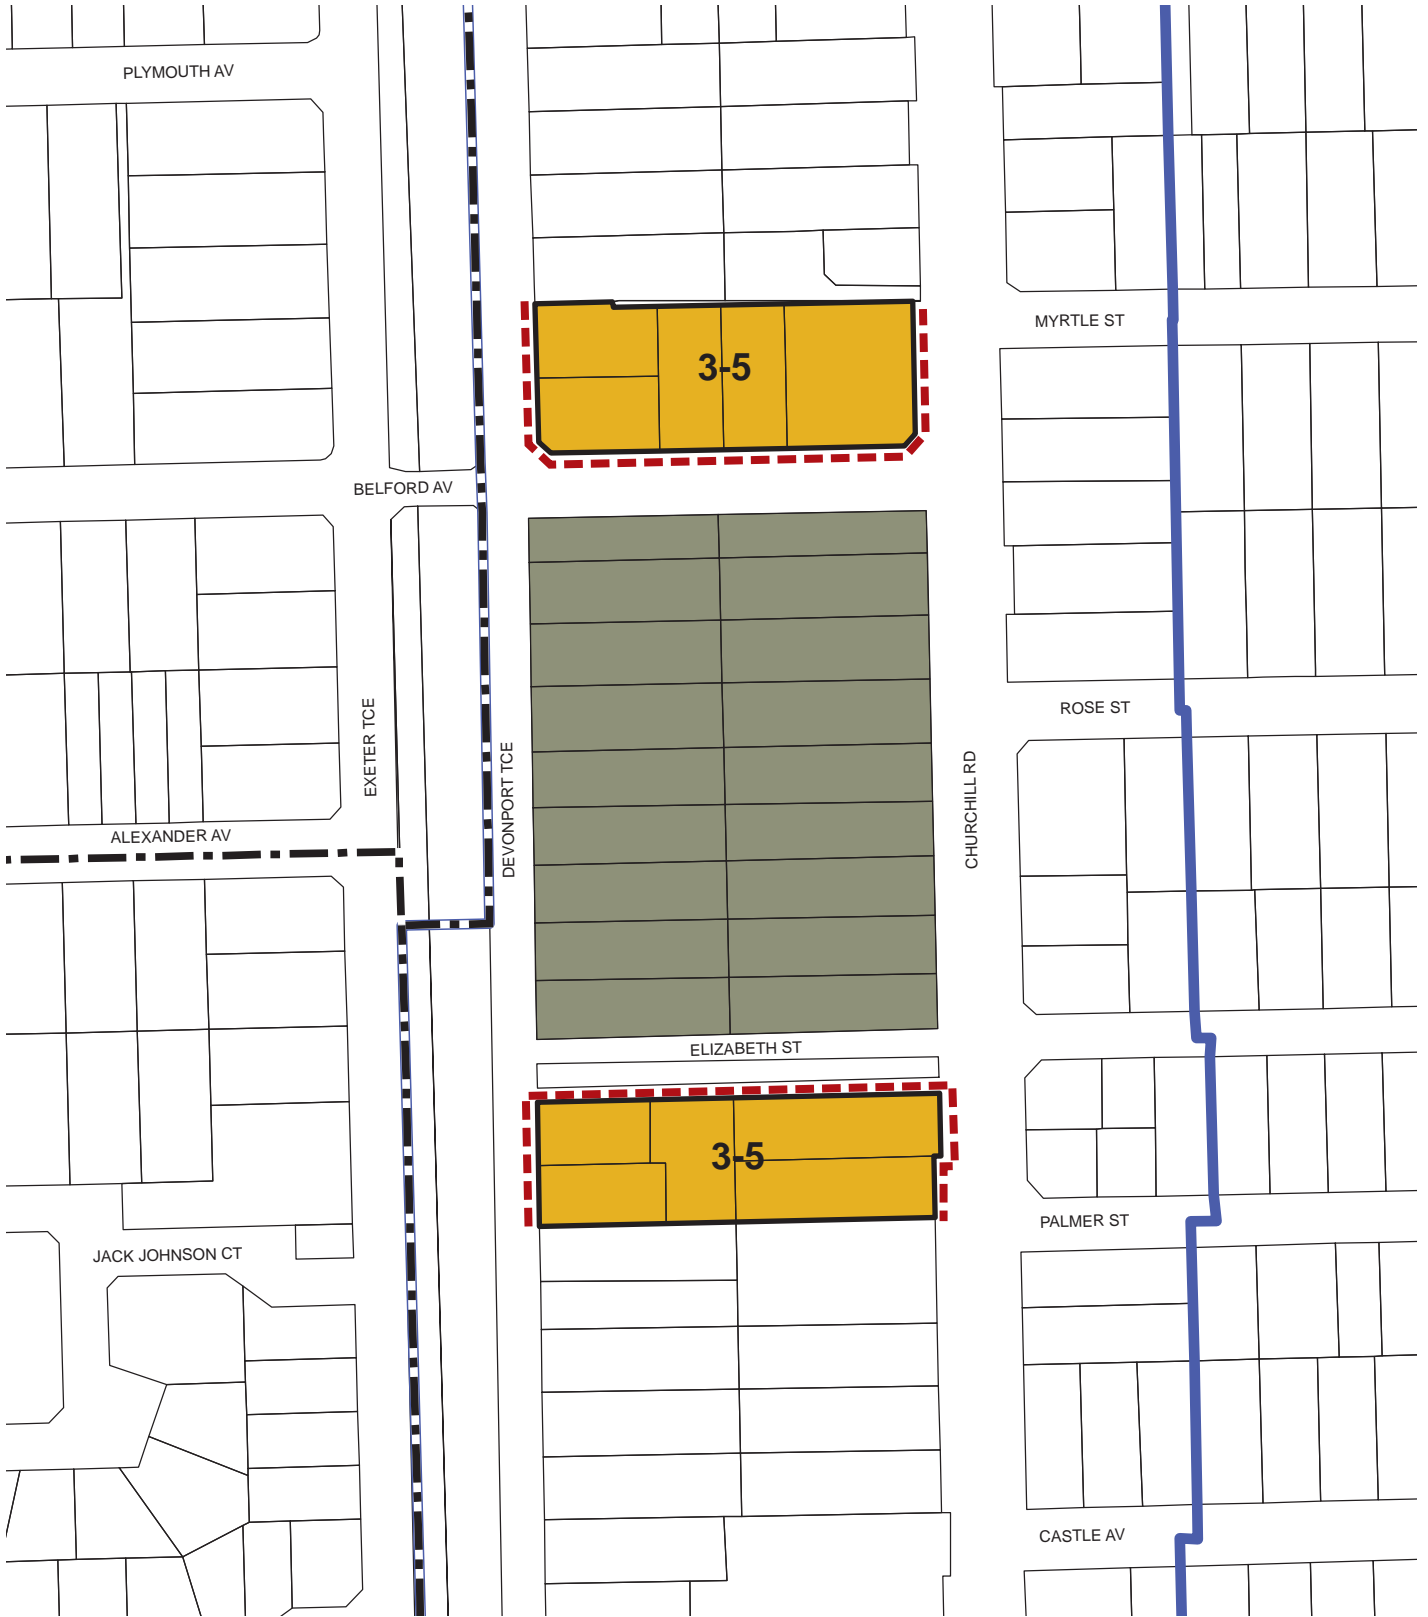 PLYMOUTH AV
MYRTLE ST
3-5
BELFORD AV
EXETER TCE
ROSE ST
DEVONPORT TCE
CHURCHILL RD
ALEXANDER AV
ELIZABETH ST
3-5
PALMER ST
JACK JOHNSON CT
CASTLE AV